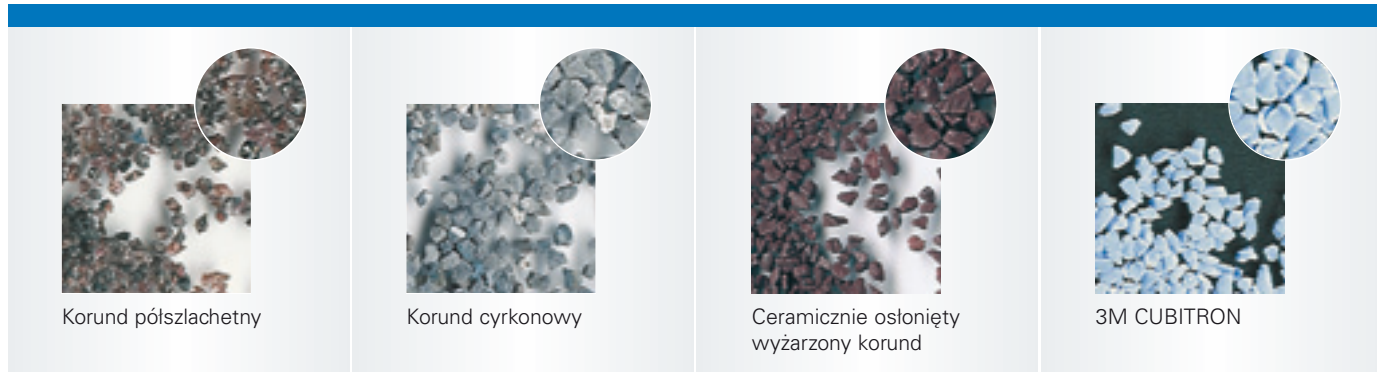 Korund półszlachetny
Korund cyrkonowy
Ceramicznie osłonięty
wyżarzony korund
3M CUBITRON